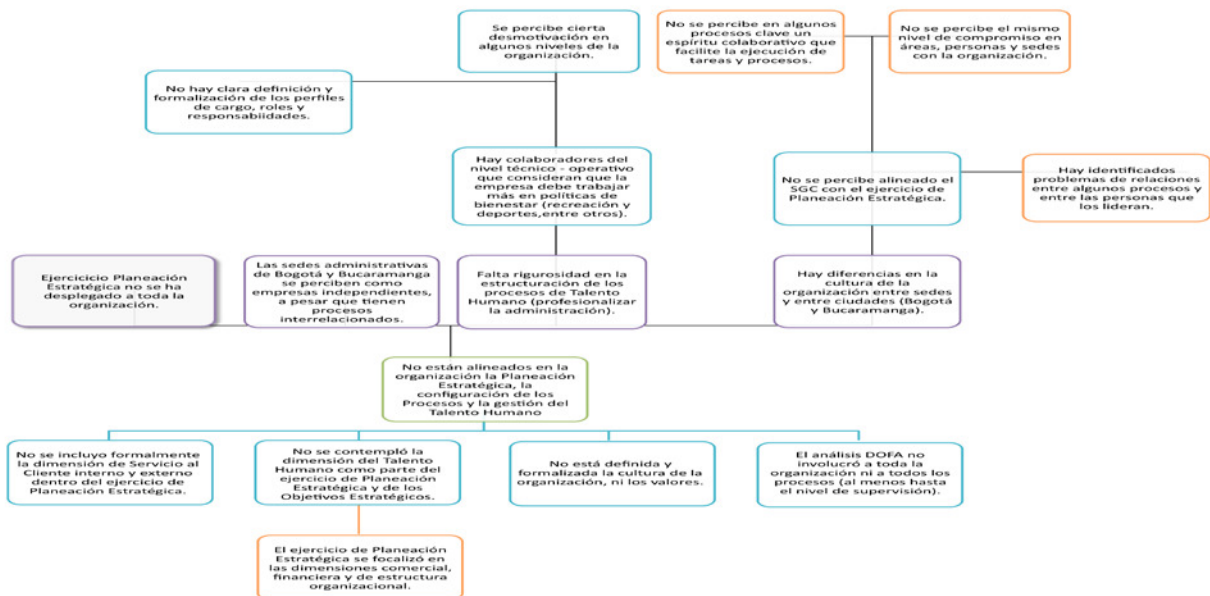 Se percibe cierta
desmotivación en
algunos niveles de la
organización.
No se percibe en algunos
procesos clave un
espíritu colaborativo que
facilite la ejecución de
tareas y procesos.
No se percibe el mismo
nivel de compromiso en
áreas, personas y sedes
con la organización.
No hay clara definición y
formalización de los perfiles
de cargo, roles y
responsabiidades.
Hay colaboradores del
nivel técnico - operativo
que consideran que la
empresa debe trabajar
más en políticas de
bienestar (recreación y
deportes,entre otros).
No se percibe alineado el
SGC con el ejercicio de
Planeación Estratégica.
Hay identificados
problemas de relaciones
entre algunos procesos y
entre las personas que
los lideran.
Ejercicicio Planeación
Estratégica no se ha
desplegado a toda la
organización.
Las sedes administrativas
de Bogotá y Bucaramanga
se perciben como
empresas independientes,
a pesar que tienen
procesos
interrelacionados.
Falta rigurosidad en la
estructuración de los
procesos de Talento
Humano (profesionalizar
la administración).
Hay diferencias en la
cultura de la
organización entre sedes
y entre ciudades (Bogotá
y Bucaramanga).
No están alineados en la
organización la Planeación
Estratégica, la
configuración de los
Procesos y la gestión del
Talento Humano
No se incluyo formalmente
la dimensión de Servicio al
Cliente interno y externo
dentro del ejercicio de
Planeación Estratégica.
No se contempló la
dimensión del Talento
Humano como parte del
ejercicio de Planeación
Estratégica y de los
Objetivos Estratégicos.
No está definida y
formalizada la cultura de la
organización, ni los valores.
El análisis DOFA no
involucró a toda la
organización ni a todos los
procesos (al menos hasta
el nivel de supervisión).
El ejercicio de Planeación
Estratégica se focalizó en
las dimensiones comercial,
financiera y de estructura
organizacional.